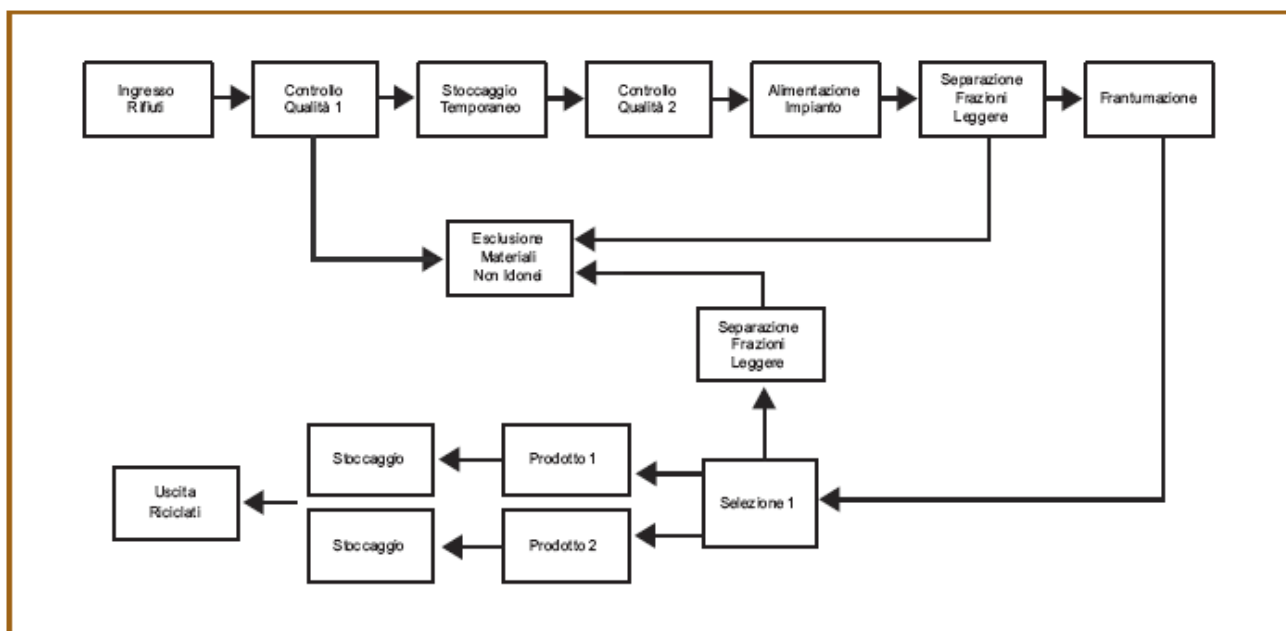 Ingresso
Rifiuti
Controllo
Qualità 1
Stoccaggio
Temporaneo
Controllo
Qualità 2
Alimentazione
Impianto
Separazione
Frazioni
Leggere
Frantumazione
Esclusione
Materiali
Non Idonei
Separazione
Frazioni
Leggere
Stoccaggio
Prodotto 1
Selezione 1
Uscita
Riciclati
Stoccaggio
Prodotto 2